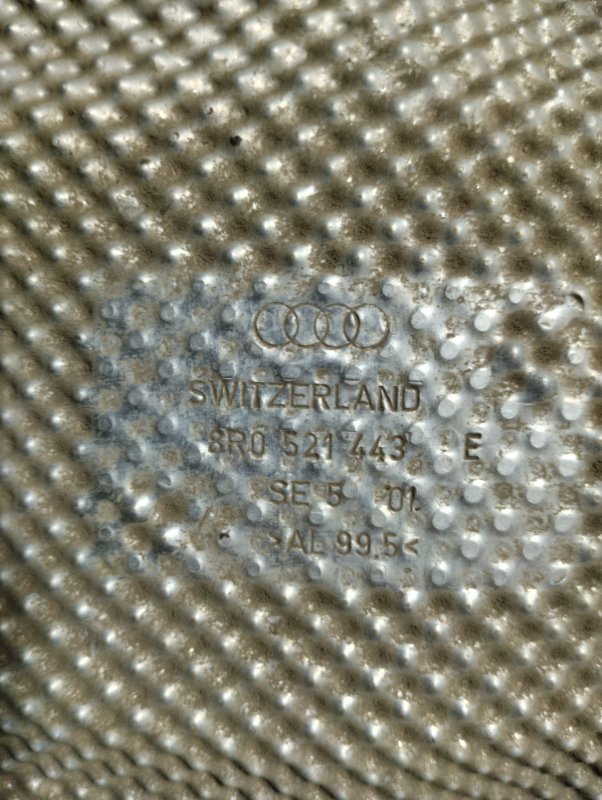 SWITZERLAND
8R0 521 443 E
SE 5 01
>AL 99.5<